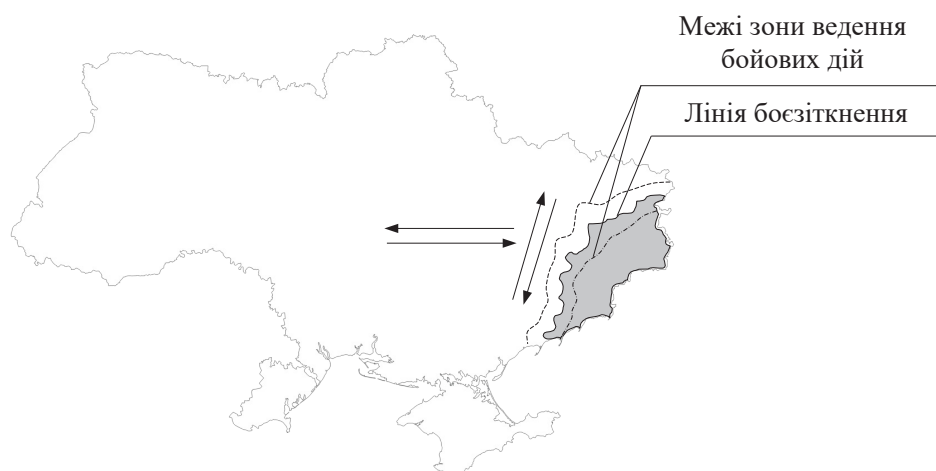 Межі зони ведення
бойових дій
Лінія боєзіткнення